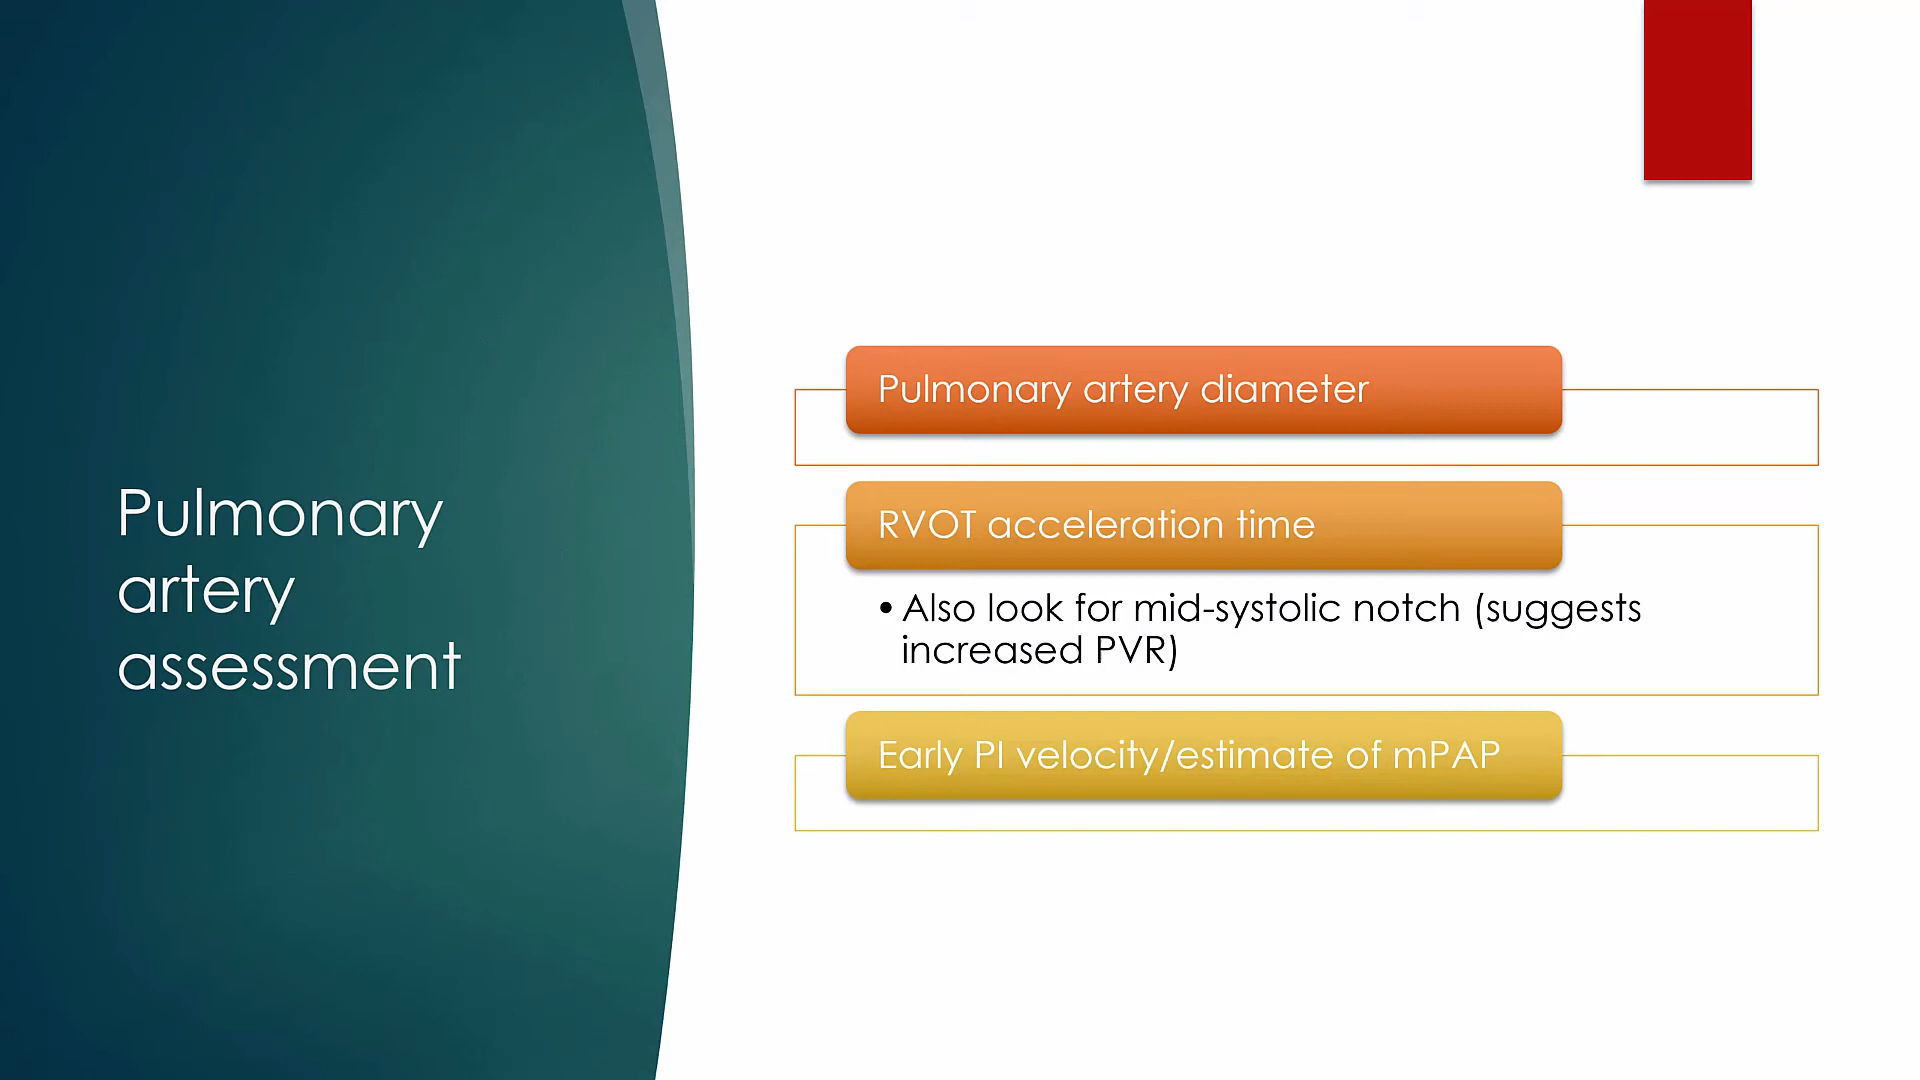 Pulmonary
artery
assessment
Pulmonary artery diameter
RVOT acceleration time
• Also look for mid-systolic notch (suggests
increased PVR)
Early PI velocity/estimate of mPAP